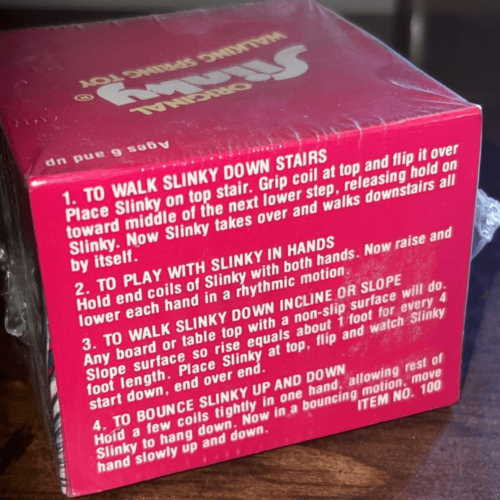 ORIGINAL
Slinky®
WALKING SPRING TOY
Ages 6 and up
1. TO WALK SLINKY DOWN STAIRS
Place Slinky on top stair. Grip coil at top and flip it over
toward middle of the next lower step, releasing hold on
Slinky. Now Slinky takes over and walks downstairs all
by itself.
2. TO PLAY WITH SLINKY IN HANDS
Hold end coils of Slinky with both hands. Now raise and
lower each hand in a rhythmic motion.
3. TO WALK SLINKY DOWN INCLINE OR SLOPE
Any board or table top with a non-slip surface will do.
Slope surface so rise equals about 1 foot for every 4
foot length. Place Slinky at top, flip and watch Slinky
start down, end over end.
4. TO BOUNCE SLINKY UP AND DOWN
Hold a few coils tightly in one hand, allowing rest of
Slinky to hang down. Now in a bouncing motion, move
hand slowly up and down.
ITEM NO. 100